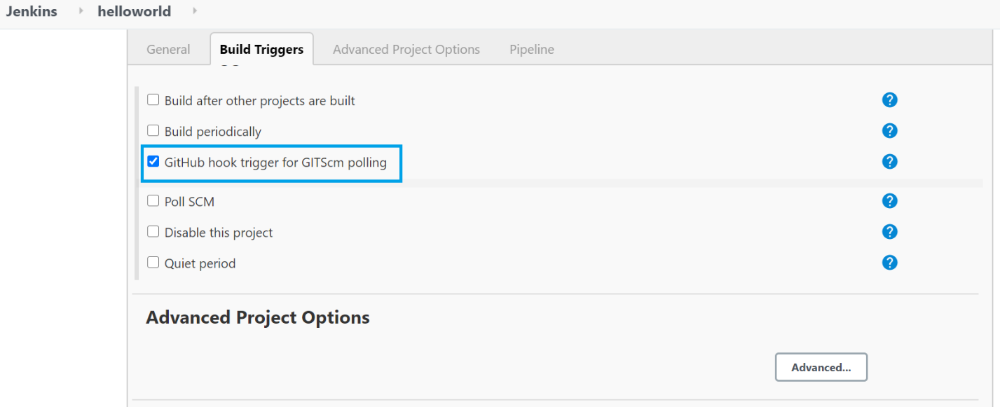 Jenkins helloworld
General Build Triggers Advanced Project Options Pipeline
Build after other projects are built ?
Build periodically ?
GitHub hook trigger for GITScm polling ?
Poll SCM ?
Disable this project ?
Quiet period ?
Advanced Project Options
Advanced...